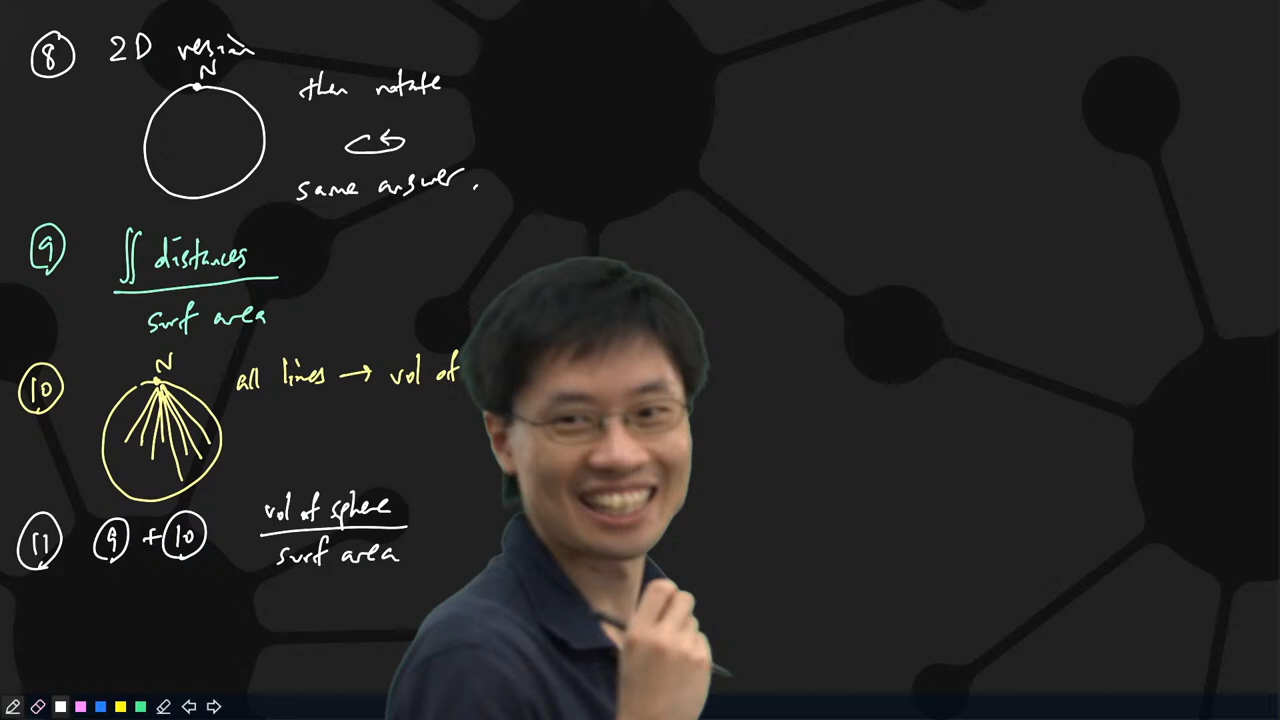 ⑧ 2D version
N
then rotate
same answer.
⑨ ∬ distances
surf area
⑩ N all lines → vol of
⑪ ⑨ + ⑩ vol of sphere
surf area